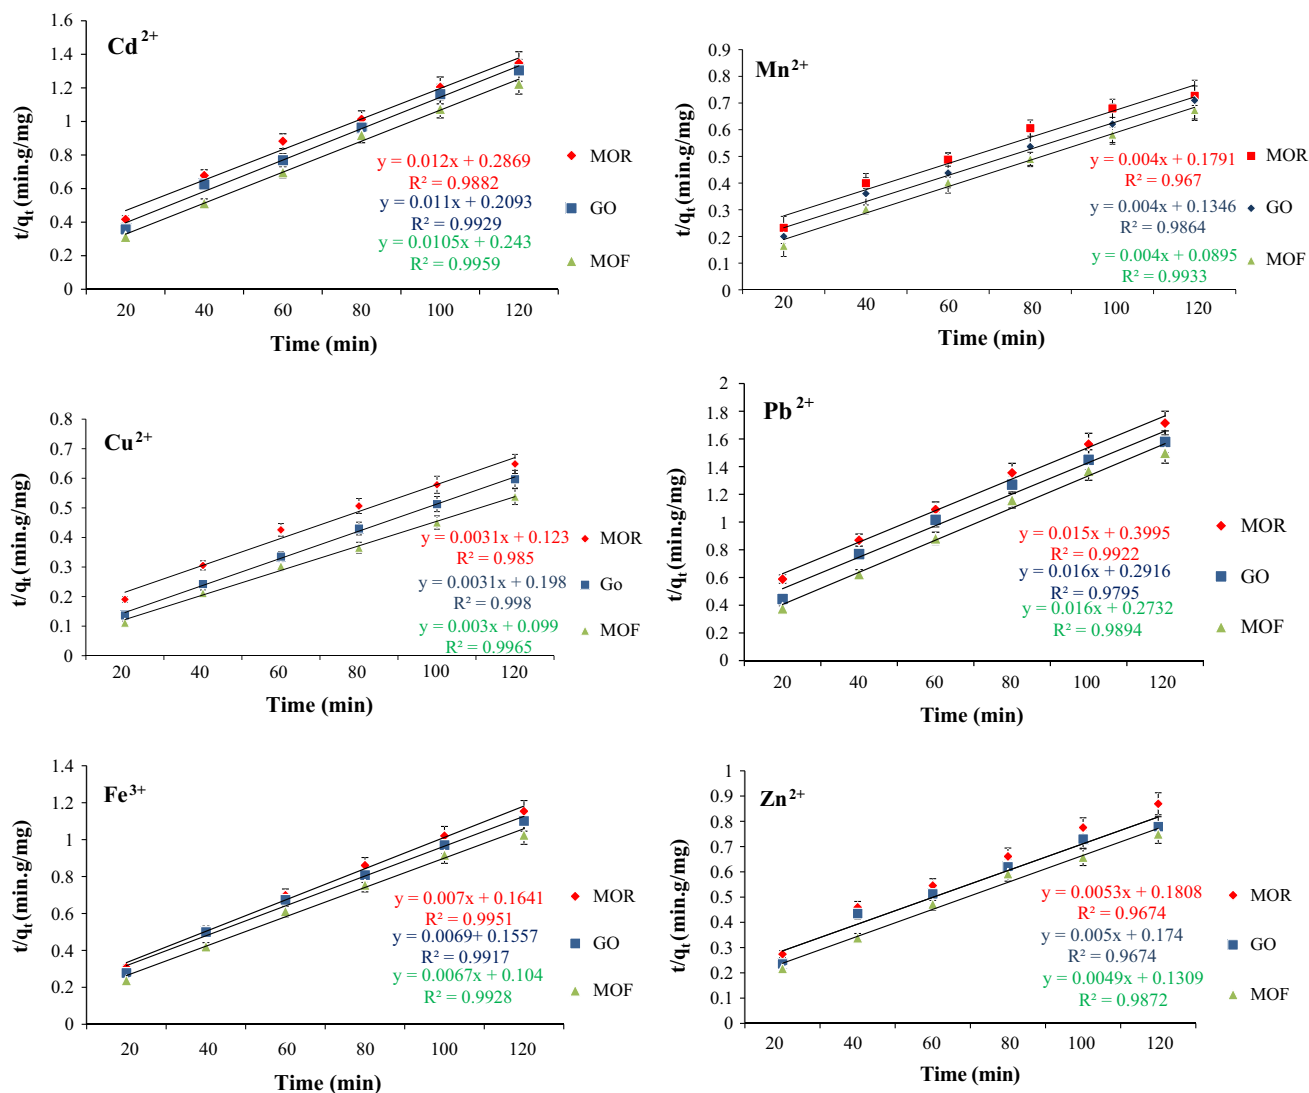 Cd 2+
t/qt (min.g/mg)
1.6
1.4
1.2
1
0.8
0.6
0.4
0.2
0
20 40 60 80 100 120
Time (min)
y = 0.012x + 0.2869
R² = 0.9882
y = 0.011x + 0.2093
R² = 0.9929
y = 0.0105x + 0.243
R² = 0.9959
MOR
GO
MOF
Mn2+
t/qt (min.g/mg)
0.9
0.8
0.7
0.6
0.5
0.4
0.3
0.2
0.1
0
20 40 60 80 100 120
Time (min)
y = 0.004x + 0.1791
R² = 0.967
y = 0.004x + 0.1346
R² = 0.9864
y = 0.004x + 0.0895
R² = 0.9933
MOR
GO
MOF
Cu2+
t/qt (min.g/mg)
0.8
0.7
0.6
0.5
0.4
0.3
0.2
0.1
0
20 40 60 80 100 120
Time (min)
y = 0.0031x + 0.123
R² = 0.985
y = 0.0031x + 0.198
R² = 0.998
y = 0.003x + 0.099
R² = 0.9965
MOR
Go
MOF
Pb 2+
t/qt (min.g/mg)
2
1.8
1.6
1.4
1.2
1
0.8
0.6
0.4
0.2
0
20 40 60 80 100 120
Time (min)
y = 0.015x + 0.3995
R² = 0.9922
y = 0.016x + 0.2916
R² = 0.9795
y = 0.016x + 0.2732
R² = 0.9894
MOR
GO
MOF
Fe3+
t/qt (min.g/mg)
1.4
1.2
1
0.8
0.6
0.4
0.2
0
20 40 60 80 100 120
Time (min)
y = 0.007x + 0.1641
R² = 0.9951
y = 0.0069+ 0.1557
R² = 0.9917
y = 0.0067x + 0.104
R² = 0.9928
MOR
GO
MOF
Zn2+
t/qt (min.g/mg)
1
0.9
0.8
0.7
0.6
0.5
0.4
0.3
0.2
0.1
0
20 40 60 80 100 120
Time (min)
y = 0.0053x + 0.1808
R² = 0.9674
y = 0.005x + 0.174
R² = 0.9674
y = 0.0049x + 0.1309
R² = 0.9872
MOR
GO
MOF